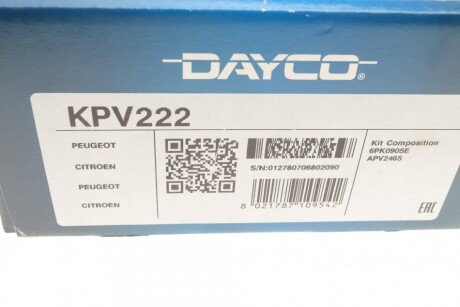 DAYCO®
KPV222
PEUGEOT
CITROEN
PEUGEOT
CITROEN
S/N:012780706802090
8 021787 109542
Kit Composition
6PK0905E
APV2465
EAC